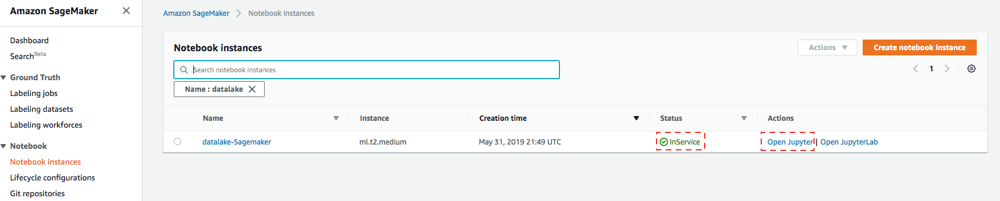 Amazon SageMaker
Dashboard
SearchBeta
Ground Truth
Labeling jobs
Labeling datasets
Labeling workforces
Notebook
Notebook instances
Lifecycle configurations
Git repositories
Amazon SageMaker > Notebook instances
Notebook instances
Actions
Create notebook instance
Search notebook instances
1
Name : datalake
Name Instance Creation time Status Actions
datalake-Sagemaker ml.t2.medium May 31, 2019 21:49 UTC InService Open Jupyter | Open JupyterLab